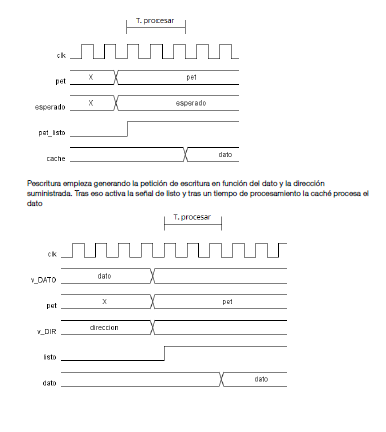 T. procesar
clk
pet X pet
esperado X esperado
pet_listo
cache dato
Pescritura empieza generando la petición de escritura en función del dato y la dirección
suministrada. Tras eso activa la señal de listo y tras un tiempo de procesamiento la caché procesa el
dato
T. procesar
clk
v_DATO dato
pet X pet
v_DIR direccion
listo
dato dato